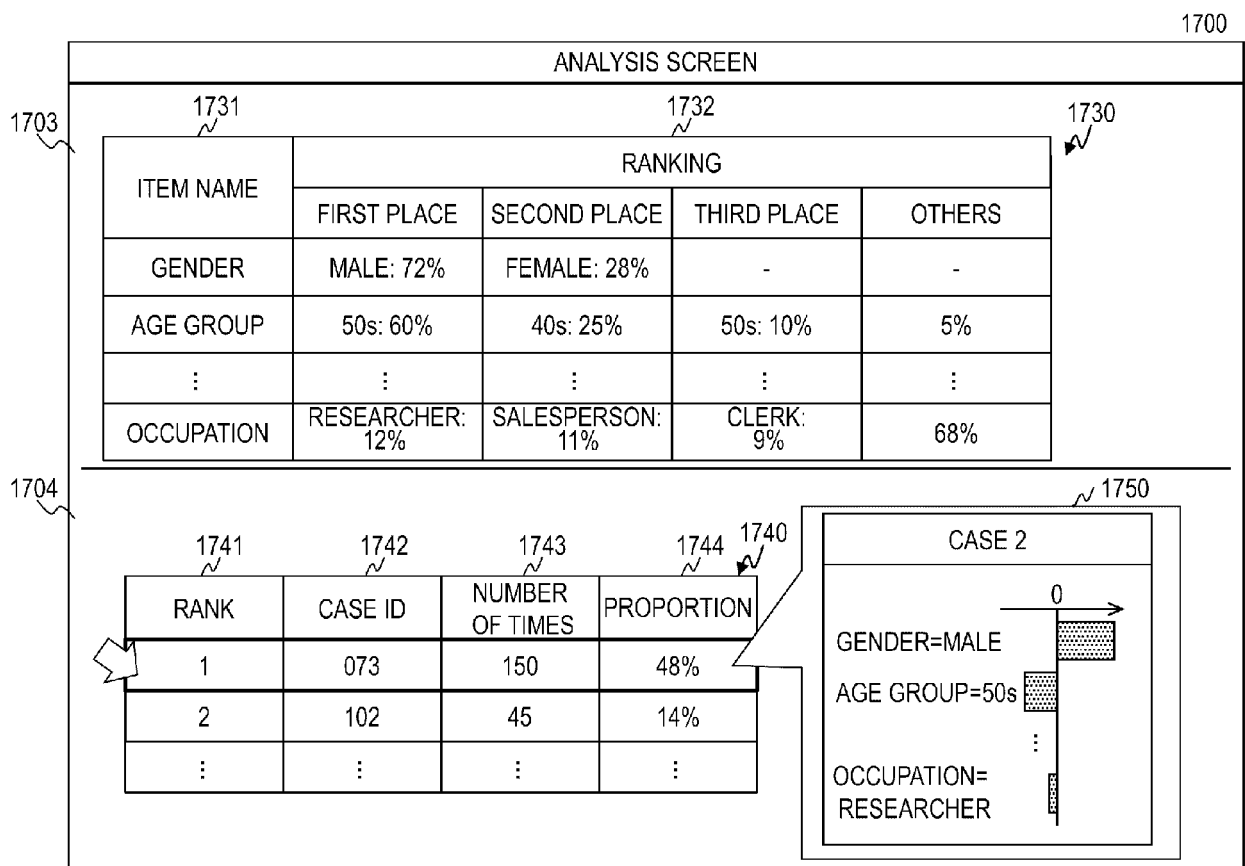 1700
ANALYSIS SCREEN
1731
1732
1730
1703
ITEM NAME
RANKING
FIRST PLACE SECOND PLACE THIRD PLACE OTHERS
GENDER MALE: 72% FEMALE: 28% - -
AGE GROUP 50s: 60% 40s: 25% 50s: 10% 5%
⋮ ⋮ ⋮ ⋮ ⋮
OCCUPATION RESEARCHER: 12% SALESPERSON: 11% CLERK: 9% 68%
1704
1750
1741 1742 1743 1744 1740
RANK CASE ID NUMBER OF TIMES PROPORTION
1 073 150 48%
2 102 45 14%
⋮ ⋮ ⋮ ⋮
CASE 2
0
GENDER=MALE
AGE GROUP=50s
⋮
OCCUPATION=
RESEARCHER